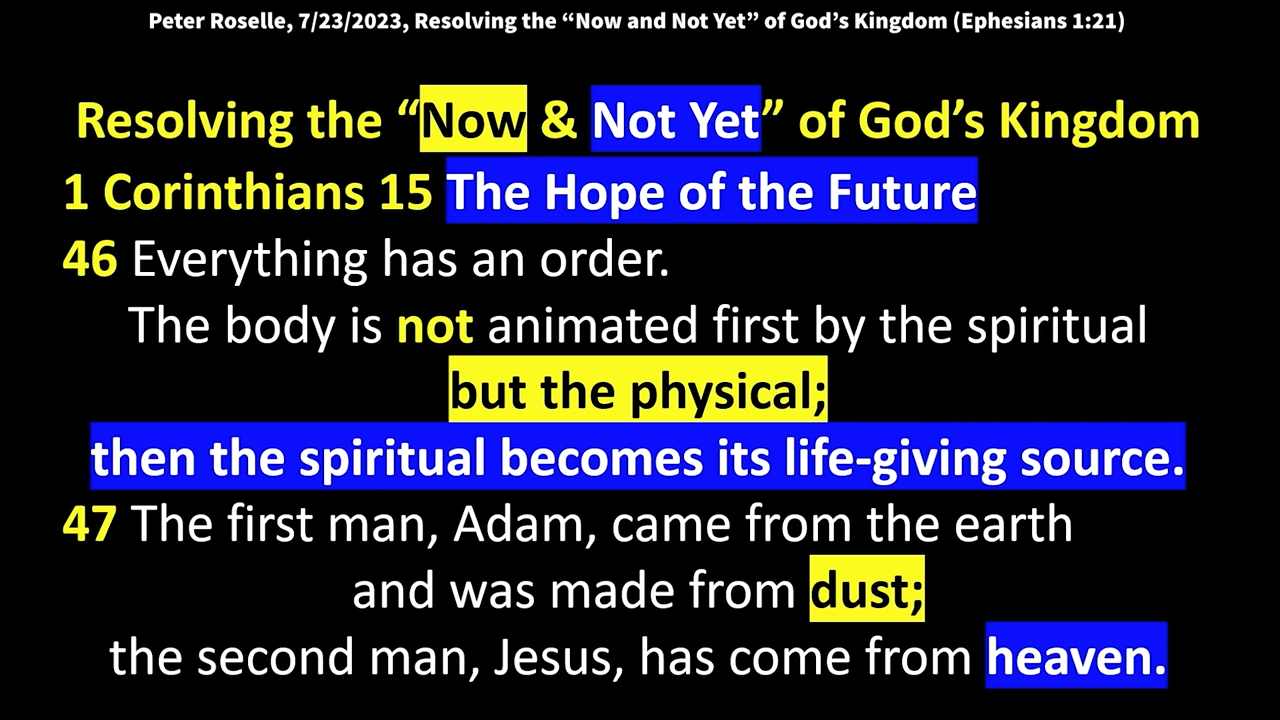 Peter Roselle, 7/23/2023, Resolving the “Now and Not Yet” of God’s Kingdom (Ephesians 1:21)
Resolving the “Now & Not Yet” of God’s Kingdom
1 Corinthians 15 The Hope of the Future
46 Everything has an order.
The body is not animated first by the spiritual
but the physical;
then the spiritual becomes its life-giving source.
47 The first man, Adam, came from the earth
and was made from dust;
the second man, Jesus, has come from heaven.